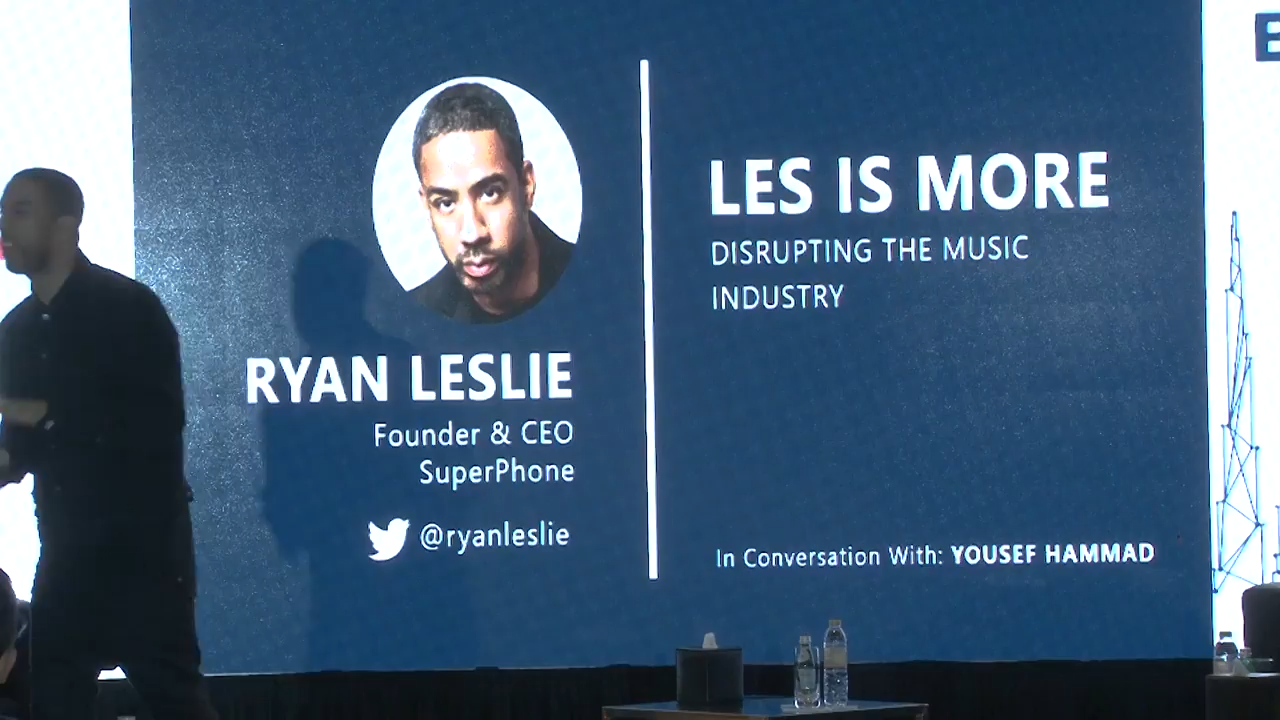 RYAN LESLIE
Founder & CEO
SuperPhone
@ryanleslie
LES IS MORE
DISRUPTING THE MUSIC
INDUSTRY
In Conversation With: YOUSEF HAMMAD